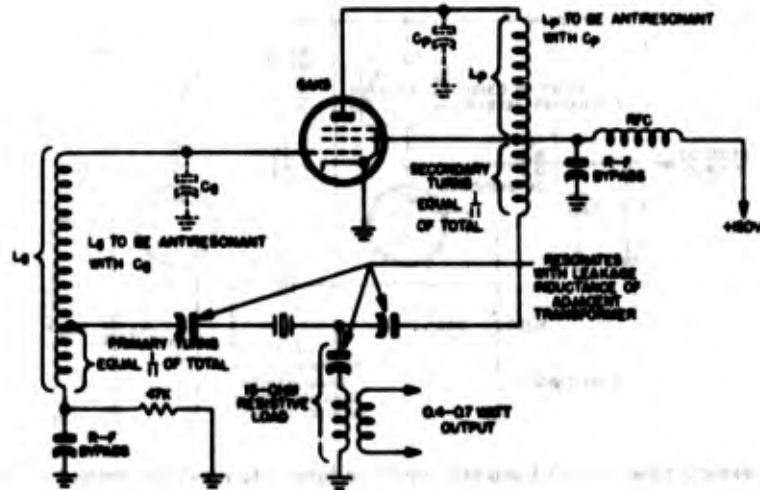 Lp TO BE ANTIRESONANT
WITH Cp
Cp
Lp
6AK5
RFC
Cg
SECONDARY
TURNS
EQUAL
OF TOTAL
R-F
BYPASS
Lg
Lg TO BE ANTIRESONANT
WITH Cg
RESONATES
WITH LEAKAGE
INDUCTANCE OF
ADJACENT
TRANSFORMER
PRIMARY TURNS
EQUAL OF TOTAL
47K
15-OHM
RESISTIVE
LOAD
0.4-0.7 WATT
OUTPUT
R-F
BYPASS